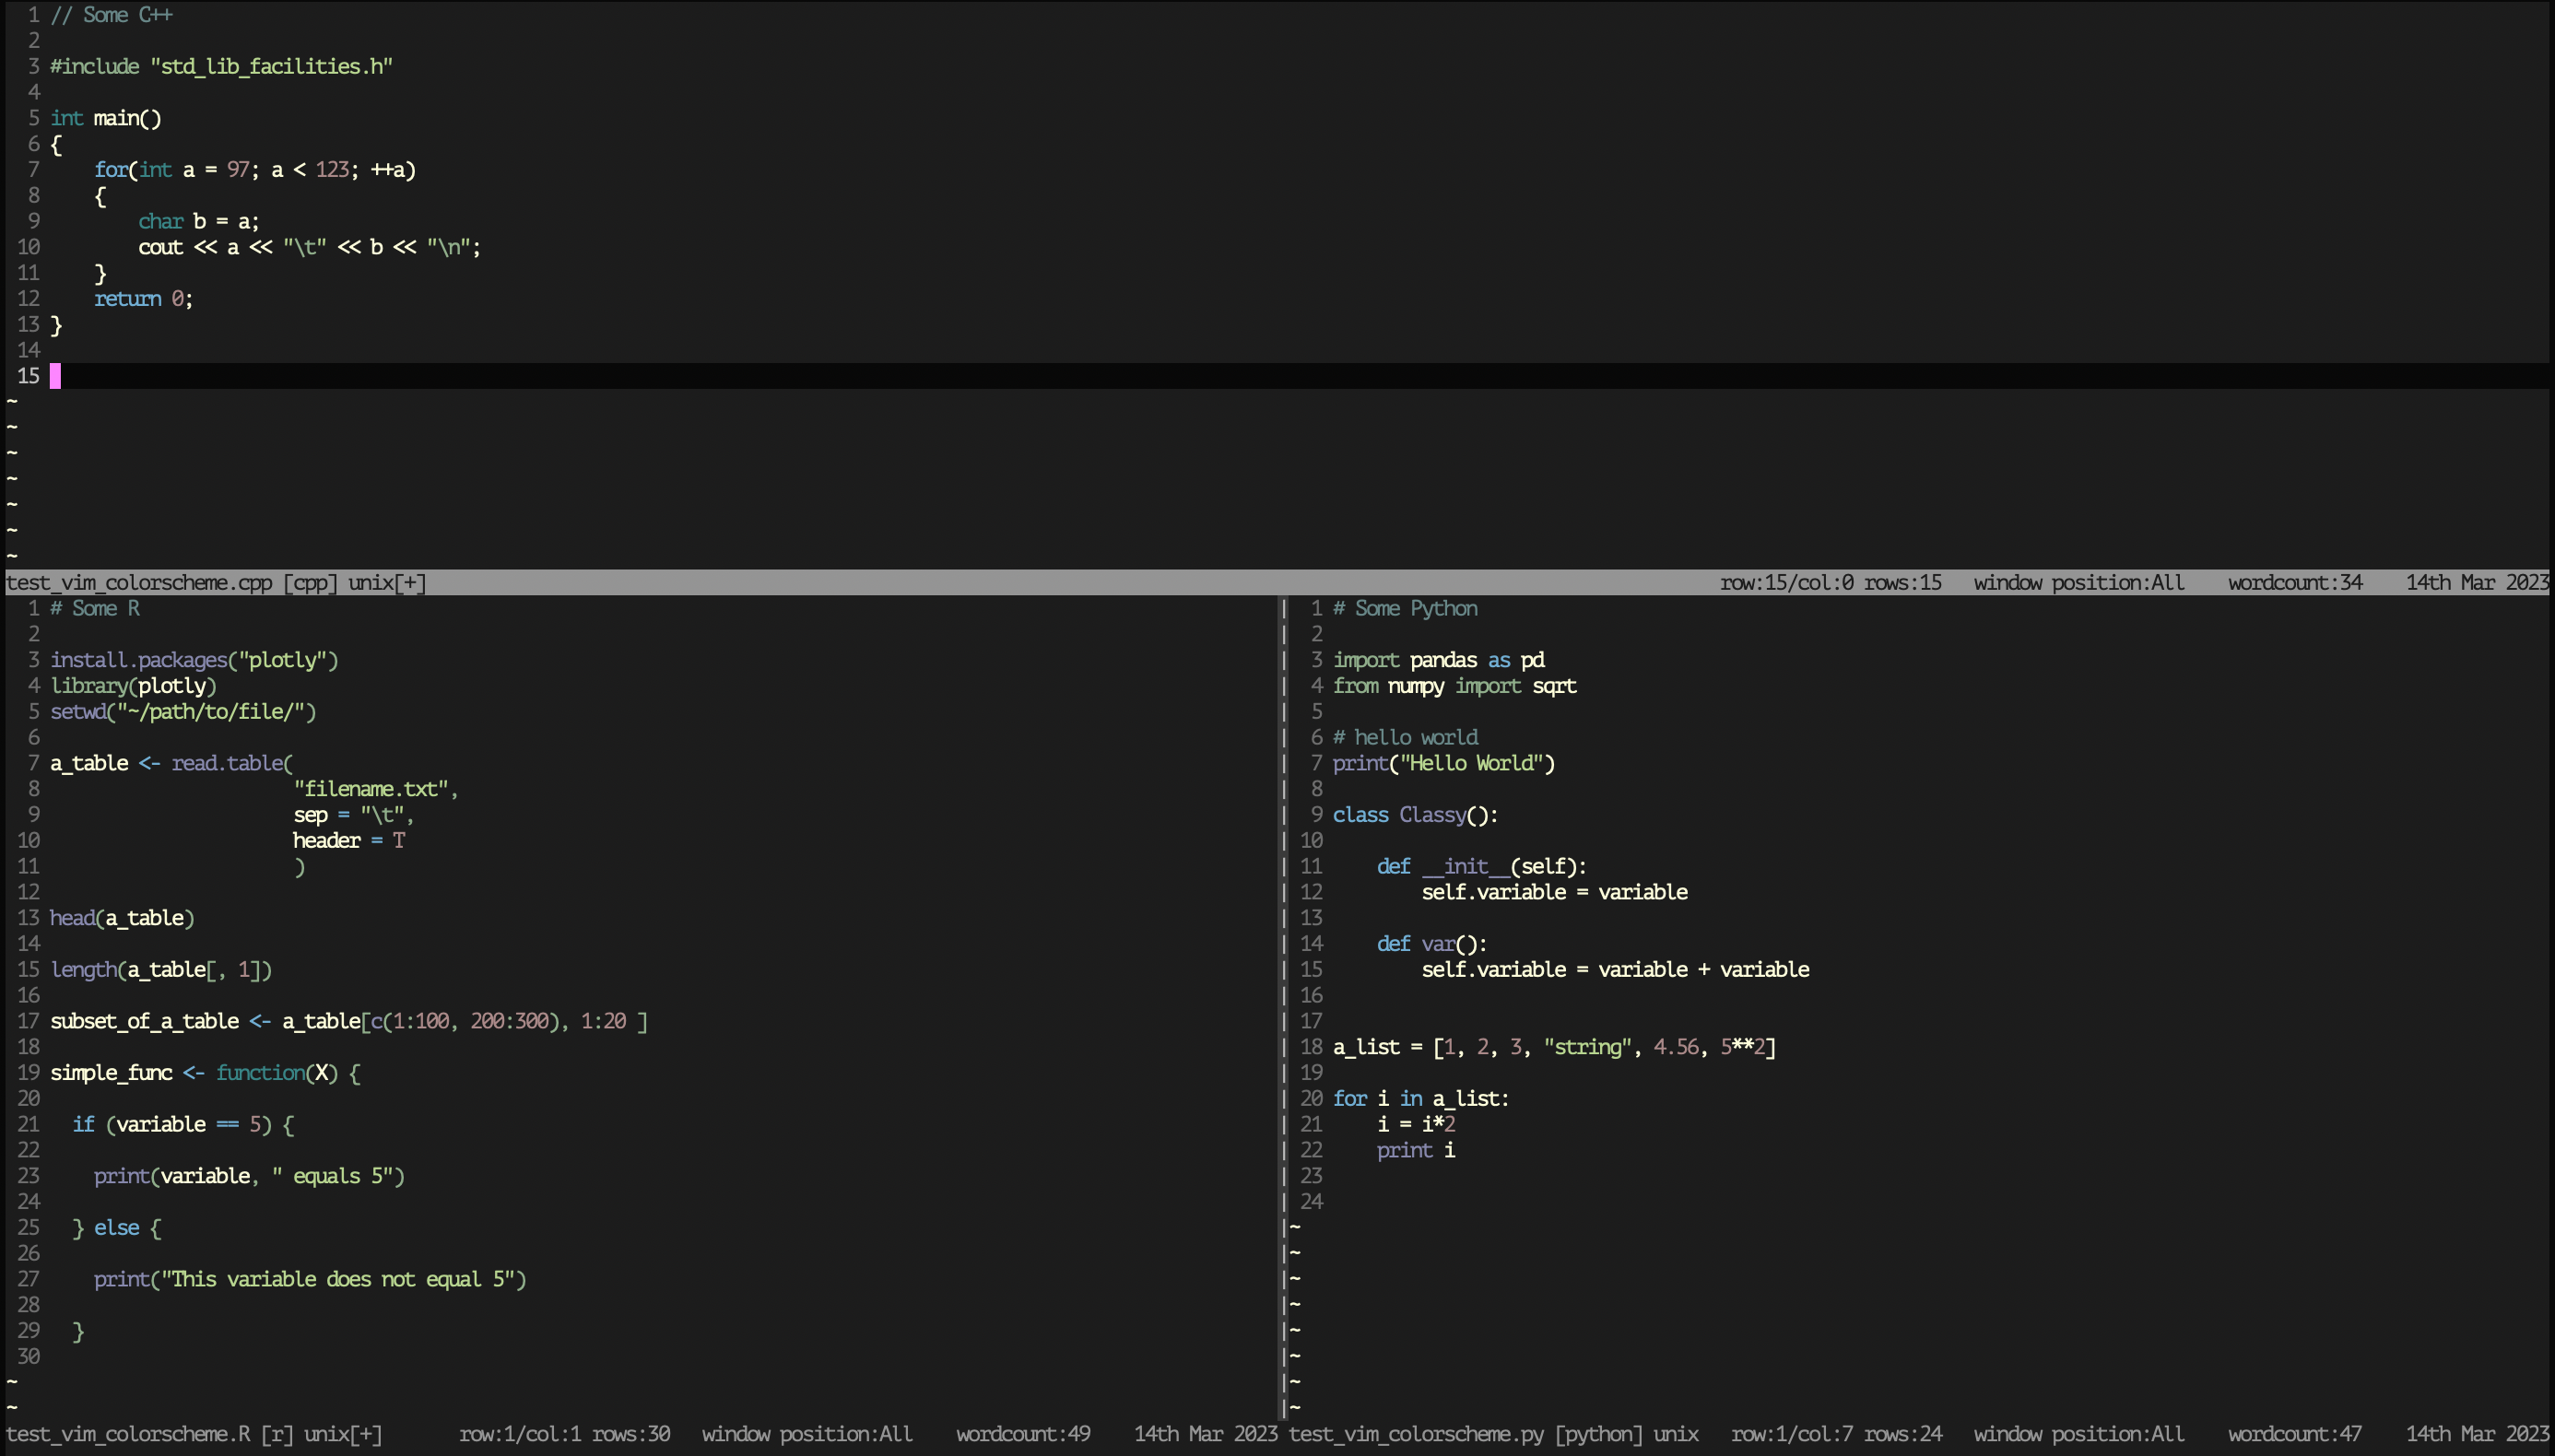 1 // Some C++
2
3 #include "std_lib_facilities.h"
4
5 int main()
6 {
7     for(int a = 97; a < 123; ++a)
8     {
9         char b = a;
10         cout << a << "\t" << b << "\n";
11     }
12     return 0;
13 }
14
15
~
~
~
~
~
~
~
test_vim_colorscheme.cpp [cpp] unix[+] row:15/col:0 rows:15 window position:All wordcount:34 14th Mar 2023
1 # Some R
2
3 install.packages("plotly")
4 library(plotly)
5 setwd("~/path/to/file/")
6
7 a_table <- read.table(
8                       "filename.txt",
9                       sep = "\t",
10                       header = T
11                       )
12
13 head(a_table)
14
15 length(a_table[, 1])
16
17 subset_of_a_table <- a_table[c(1:100, 200:300), 1:20 ]
18
19 simple_func <- function(X) {
20
21   if (variable == 5) {
22
23     print(variable, " equals 5")
24
25   } else {
26
27     print("This variable does not equal 5")
28
29   }
30
~
~
test_vim_colorscheme.R [r] unix[+] row:1/col:1 rows:30 window position:All wordcount:49 14th Mar 2023
1 # Some Python
2
3 import pandas as pd
4 from numpy import sqrt
5
6 # hello world
7 print("Hello World")
8
9 class Classy():
10
11     def __init__(self):
12         self.variable = variable
13
14     def var():
15         self.variable = variable + variable
16
17
18 a_list = [1, 2, 3, "string", 4.56, 5**2]
19
20 for i in a_list:
21     i = i*2
22     print i
23
24
~
~
~
~
~
~
~
~
test_vim_colorscheme.py [python] unix row:1/col:7 rows:24 window position:All wordcount:47 14th Mar 2023